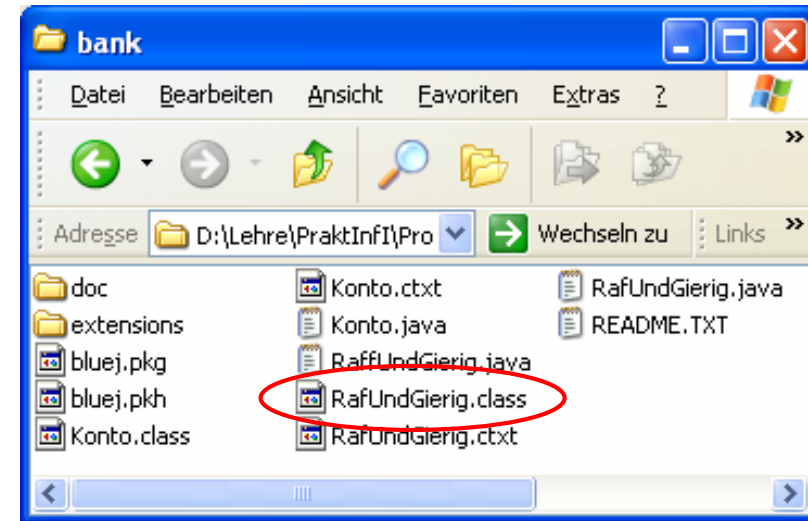 bank
Datei Bearbeiten Ansicht Favoriten Extras ?
»
Adresse D:\Lehre\PraktInfI\Pro Wechseln zu Links »
doc Konto.ctxt RafUndGierig.java
extensions Konto.java README.TXT
bluej.pkg RaffUndGierig.java
bluej.pkh RafUndGierig.class
Konto.class RafUndGierig.ctxt